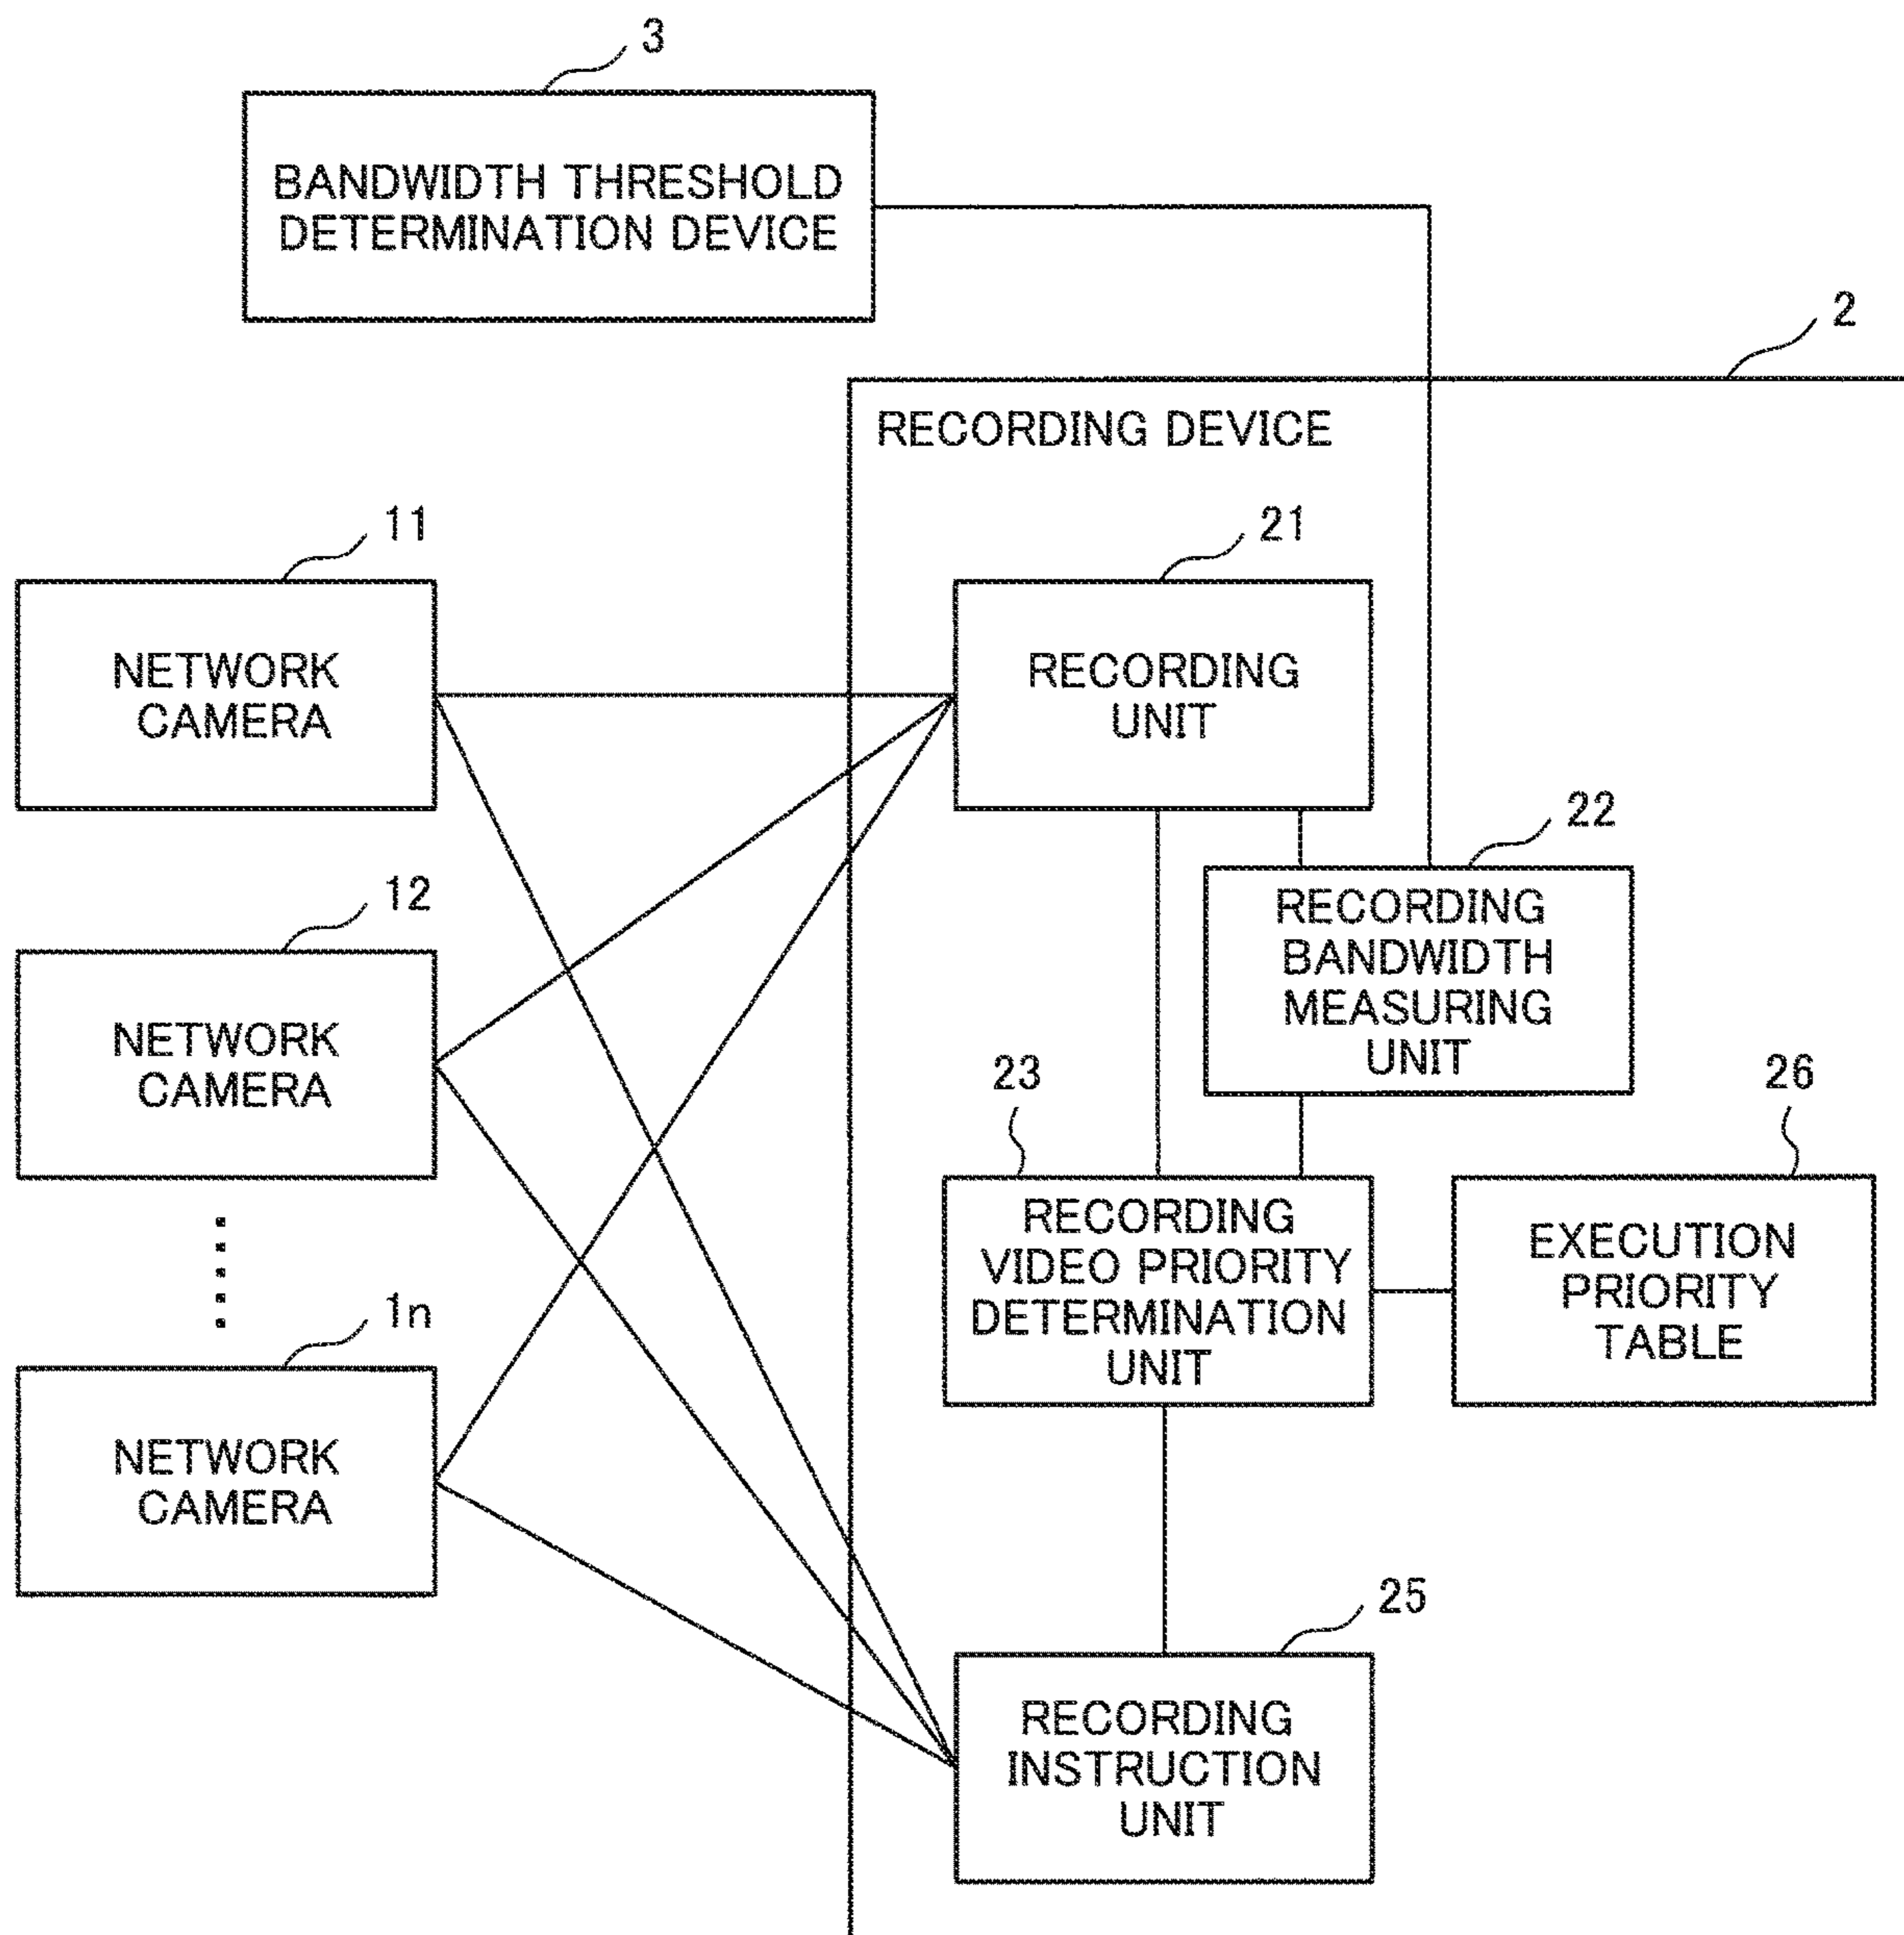 3
BANDWIDTH THRESHOLD
DETERMINATION DEVICE
2
RECORDING DEVICE
11
NETWORK
CAMERA
21
RECORDING
UNIT
22
RECORDING
BANDWIDTH
MEASURING
UNIT
12
NETWORK
CAMERA
23
RECORDING
VIDEO PRIORITY
DETERMINATION
UNIT
26
EXECUTION
PRIORITY
TABLE
1n
NETWORK
CAMERA
25
RECORDING
INSTRUCTION
UNIT